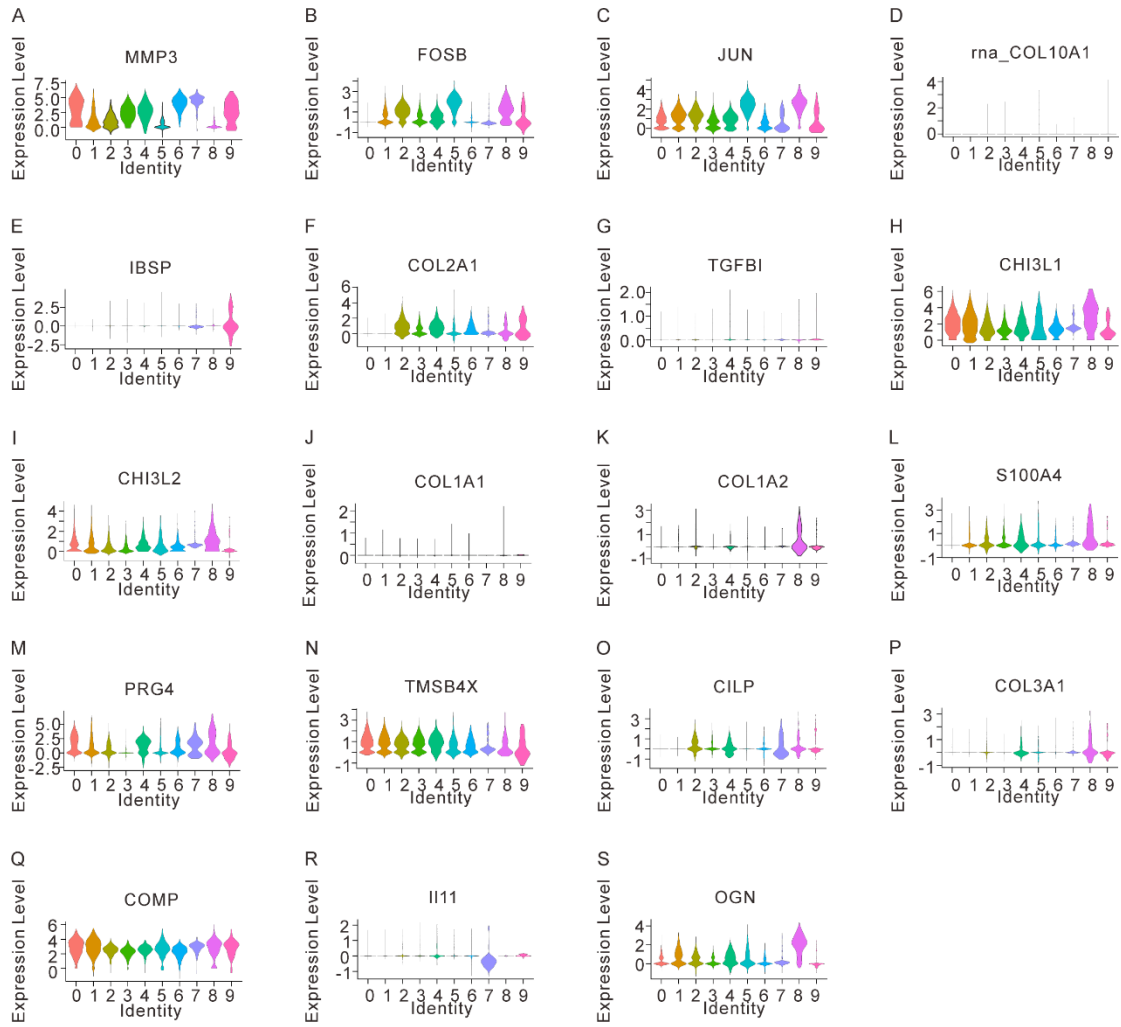 A
MMP3
Expression Level
7.5
5.0
2.5
0.0
0 1 2 3 4 5 6 7 8 9
Identity
B
FOSB
Expression Level
3
2
1
0
-1
0 1 2 3 4 5 6 7 8 9
Identity
C
JUN
Expression Level
4
2
0
0 1 2 3 4 5 6 7 8 9
Identity
D
rna_COL10A1
Expression Level
4
2
0
0 1 2 3 4 5 6 7 8 9
Identity
E
IBSP
Expression Level
2.5
0.0
-2.5
0 1 2 3 4 5 6 7 8 9
Identity
F
COL2A1
Expression Level
6
4
2
0
0 1 2 3 4 5 6 7 8 9
Identity
G
TGFBI
Expression Level
2.0
1.5
1.0
0.5
0.0
0 1 2 3 4 5 6 7 8 9
Identity
H
CHI3L1
Expression Level
6
4
2
0
0 1 2 3 4 5 6 7 8 9
Identity
I
CHI3L2
Expression Level
4
2
0
0 1 2 3 4 5 6 7 8 9
Identity
J
COL1A1
Expression Level
2
1
0
0 1 2 3 4 5 6 7 8 9
Identity
K
COL1A2
Expression Level
3
2
1
0
-1
0 1 2 3 4 5 6 7 8 9
Identity
L
S100A4
Expression Level
3
2
1
0
-1
0 1 2 3 4 5 6 7 8 9
Identity
M
PRG4
Expression Level
5.0
2.5
0.0
-2.5
0 1 2 3 4 5 6 7 8 9
Identity
N
TMSB4X
Expression Level
3
2
1
0
-1
0 1 2 3 4 5 6 7 8 9
Identity
O
CILP
Expression Level
3
2
1
0
-1
0 1 2 3 4 5 6 7 8 9
Identity
P
COL3A1
Expression Level
3
2
1
0
-1
0 1 2 3 4 5 6 7 8 9
Identity
Q
COMP
Expression Level
6
4
2
0
0 1 2 3 4 5 6 7 8 9
Identity
R
Il11
Expression Level
2
1
0
-1
0 1 2 3 4 5 6 7 8 9
Identity
S
OGN
Expression Level
4
2
0
0 1 2 3 4 5 6 7 8 9
Identity